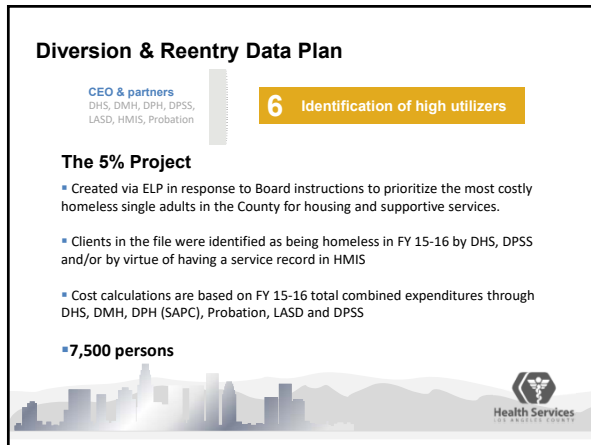 Diversion & Reentry Data Plan
CEO & partners
DHS, DMH, DPH, DPSS,
LASD, HMIS, Probation
6 Identification of high utilizers
The 5% Project
▪ Created via ELP in response to Board instructions to prioritize the most costly
homeless single adults in the County for housing and supportive services.
▪ Clients in the file were identified as being homeless in FY 15-16 by DHS, DPSS
and/or by virtue of having a service record in HMIS
▪ Cost calculations are based on FY 15-16 total combined expenditures through
DHS, DMH, DPH (SAPC), Probation, LASD and DPSS
▪7,500 persons
Health Services
LOS ANGELES COUNTY